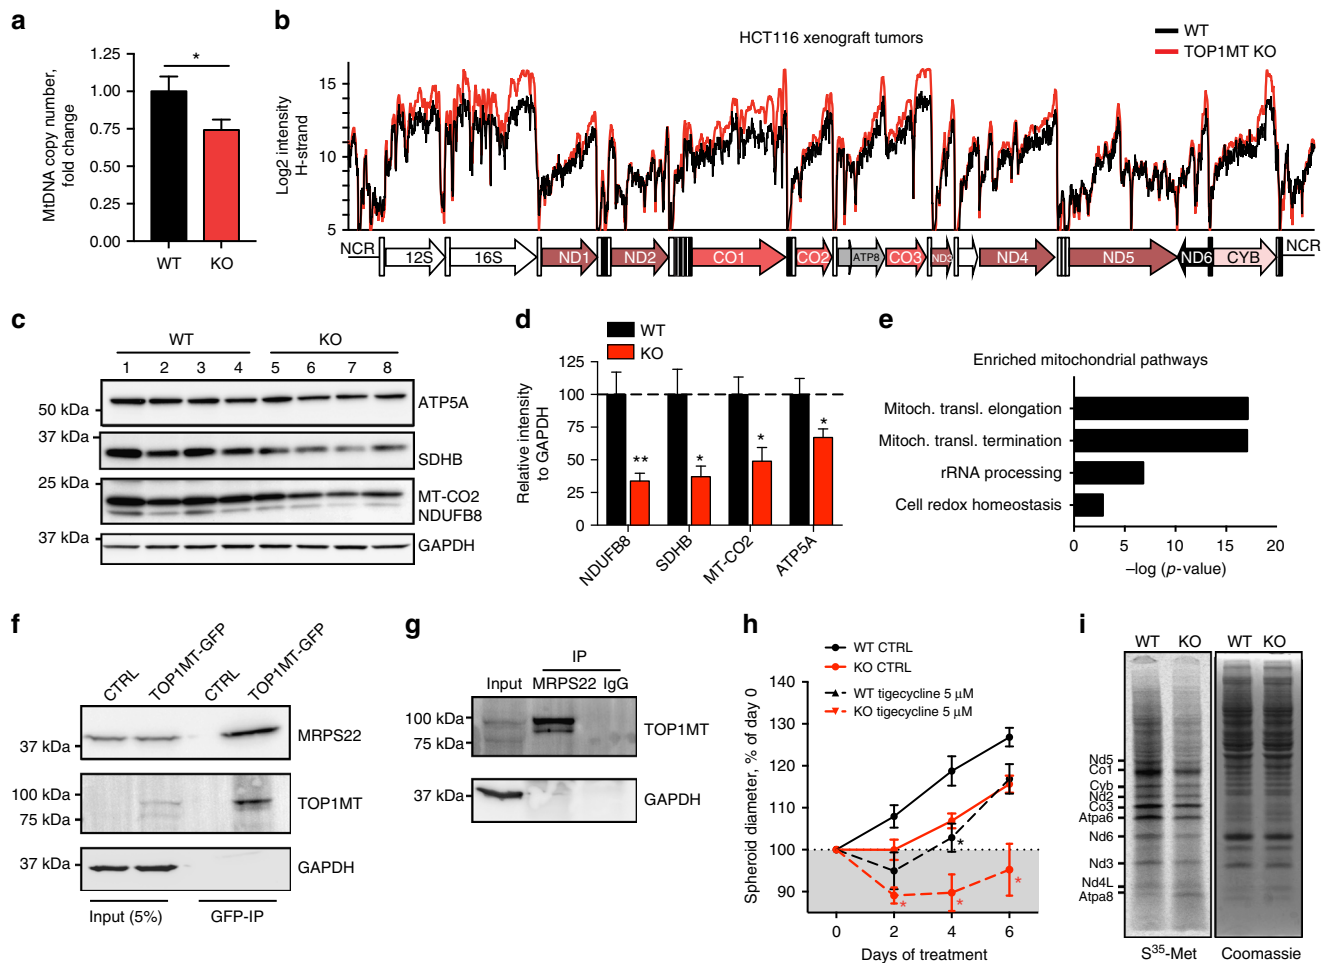 a
MtDNA copy number,
fold change
1.25
1.00
0.75
0.50
0.25
0.00
*
WT
KO
b
HCT116 xenograft tumors
WT
TOP1MT KO
Log2 intensity
H-strand
15
10
5
NCR
12S
16S
ND1
ND2
CO1
CO2
ATP8
CO3
ND3
ND4
ND5
ND6
CYB
NCR
c
WT
KO
1 2 3 4 5 6 7 8
50 kDa
ATP5A
37 kDa
SDHB
25 kDa
MT-CO2
NDUFB8
37 kDa
GAPDH
d
WT
KO
Relative intensity
to GAPDH
125
100
75
50
25
0
**
*
*
*
NDUFB8
SDHB
MT-CO2
ATP5A
e
Enriched mitochondrial pathways
Mitoch. transl. elongation
Mitoch. transl. termination
rRNA processing
Cell redox homeostasis
0 5 10 15 20
–log (p-value)
f
CTRL
TOP1MT-GFP
CTRL
TOP1MT-GFP
37 kDa
MRPS22
100 kDa
75 kDa
TOP1MT
37 kDa
GAPDH
Input (5%)
GFP-IP
g
IP
Input MRPS22 IgG
100 kDa
75 kDa
TOP1MT
37 kDa
GAPDH
h
WT CTRL
KO CTRL
WT tigecycline 5 μM
KO tigecycline 5 μM
Spheroid diameter, % of day 0
140
130
120
110
100
90
*
*
*
*
0 2 4 6
Days of treatment
i
WT KO WT KO
Nd5
Co1
Cyb
Nd2
Co3
Atpa6
Nd6
Nd3
Nd4L
Atpa8
S³⁵-Met
Coomassie